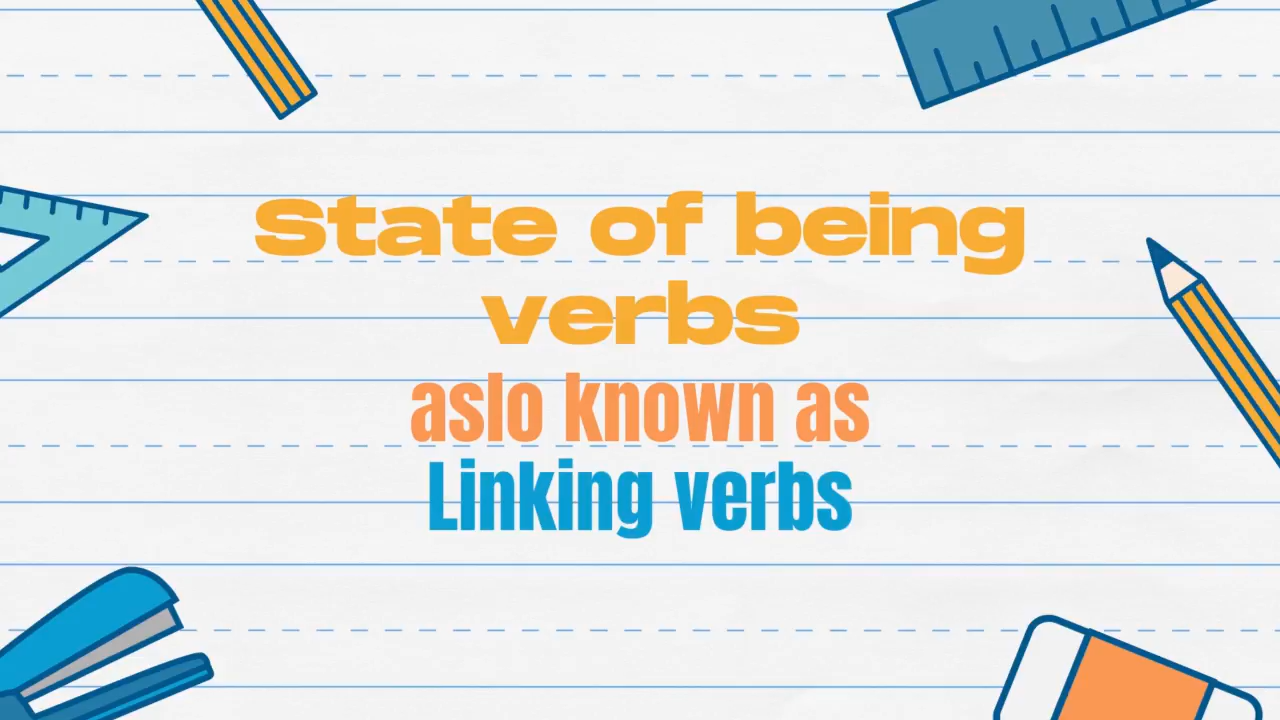 State of being
verbs
aslo known as
Linking verbs